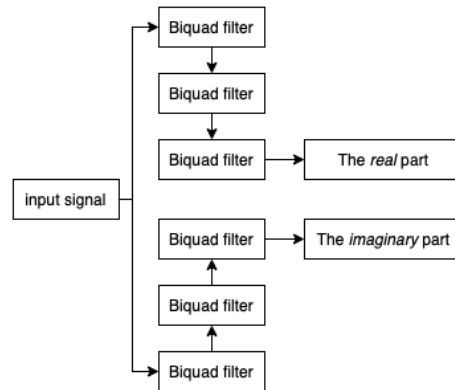 Biquad filter
Biquad filter
Biquad filter
The real part
input signal
Biquad filter
The imaginary part
Biquad filter
Biquad filter